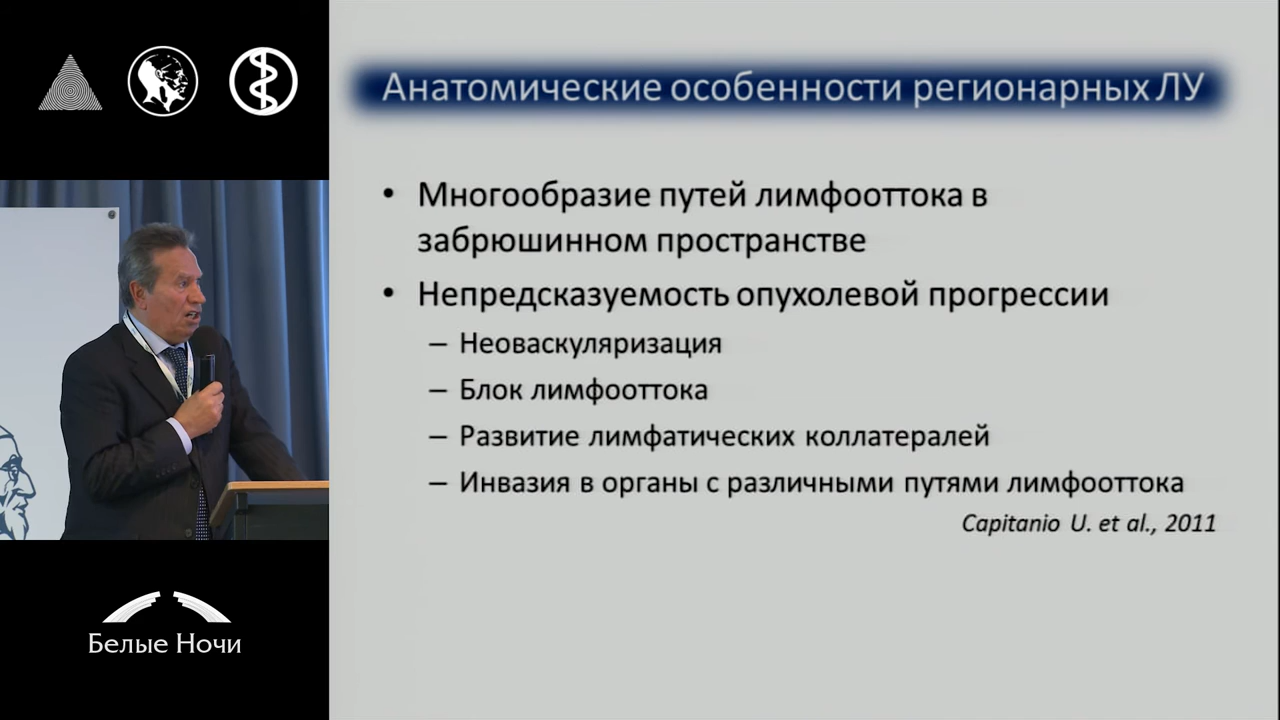 Анатомические особенности регионарных ЛУ
• Многообразие путей лимфооттока в
забрюшинном пространстве
• Непредсказуемость опухолевой прогрессии
– Неоваскуляризация
– Блок лимфооттока
– Развитие лимфатических коллатералей
– Инвазия в органы с различными путями лимфооттока
Capitanio U. et al., 2011
Белые Ночи